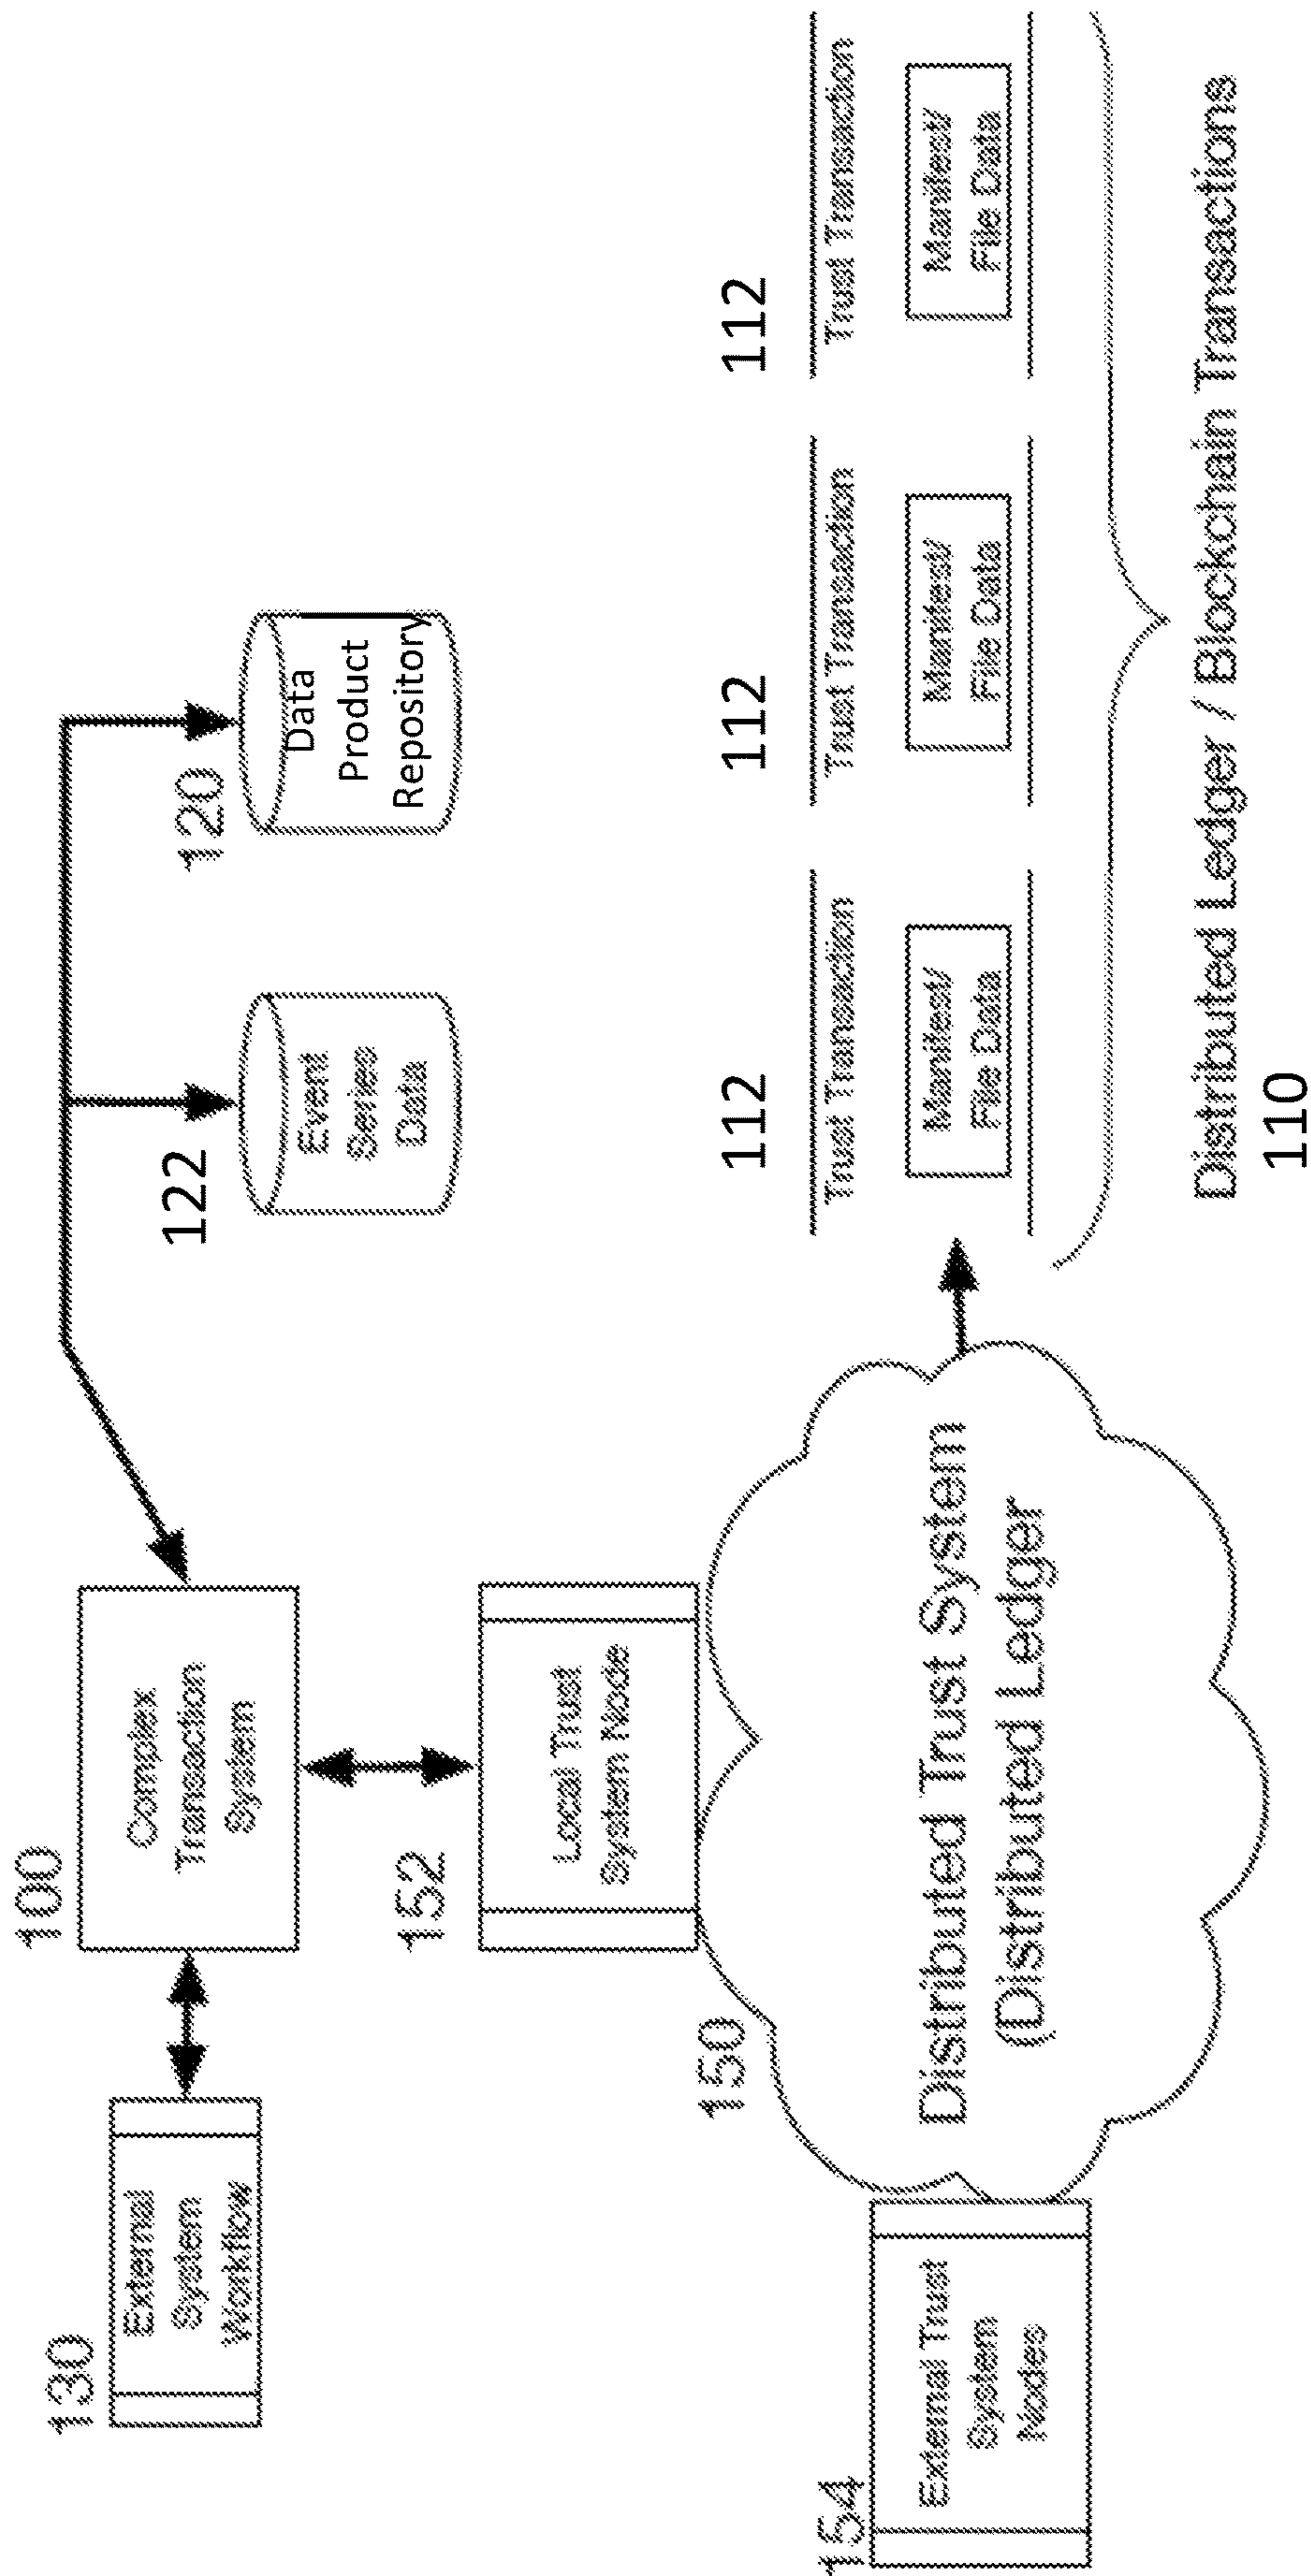 130
External
System
Workflow
100
Complex
Transaction
System
122
Event
Series
Data
120
Data
Product
Repository
152
Local Trust
System Node
154
External Trust
System
Nodes
150
Distributed Trust System
(Distributed Ledger
112
Trust Transaction
Manifest/
File Data
112
Trust Transaction
Manifest/
File Data
112
Trust Transaction
Manifest/
File Data
Distributed Ledger / Blockchain Transactions
110